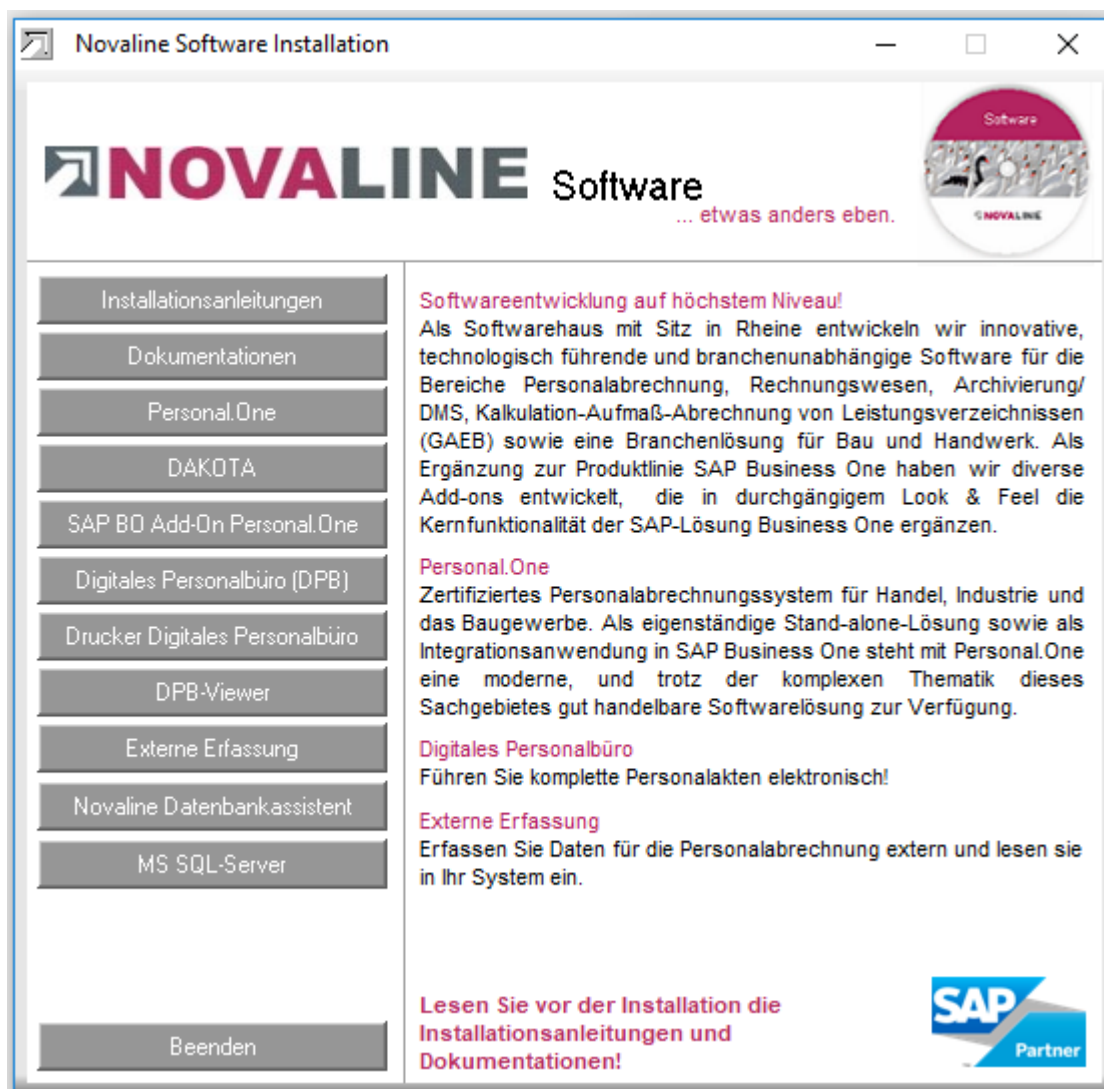 Novaline Software Installation
NOVALINE Software
... etwas anders eben.
Software
NOVALINE
Installationsanleitungen
Dokumentationen
Personal.One
DAKOTA
SAP BO Add-On Personal.One
Digitales Personalbüro (DPB)
Drucker Digitales Personalbüro
DPB-Viewer
Externe Erfassung
Novaline Datenbankassistent
MS SQL-Server
Beenden
Softwareentwicklung auf höchstem Niveau!
Als Softwarehaus mit Sitz in Rheine entwickeln wir innovative,
technologisch führende und branchenunabhängige Software für die
Bereiche Personalabrechnung, Rechnungswesen, Archivierung/
DMS, Kalkulation-Aufmaß-Abrechnung von Leistungsverzeichnissen
(GAEB) sowie eine Branchenlösung für Bau und Handwerk. Als
Ergänzung zur Produktlinie SAP Business One haben wir diverse
Add-ons entwickelt, die in durchgängigem Look & Feel die
Kernfunktionalität der SAP-Lösung Business One ergänzen.
Personal.One
Zertifiziertes Personalabrechnungssystem für Handel, Industrie und
das Baugewerbe. Als eigenständige Stand-alone-Lösung sowie als
Integrationsanwendung in SAP Business One steht mit Personal.One
eine moderne, und trotz der komplexen Thematik dieses
Sachgebietes gut handelbare Softwarelösung zur Verfügung.
Digitales Personalbüro
Führen Sie komplette Personalakten elektronisch!
Externe Erfassung
Erfassen Sie Daten für die Personalabrechnung extern und lesen sie
in Ihr System ein.
Lesen Sie vor der Installation die
Installationsanleitungen und
Dokumentationen!
SAP
Partner